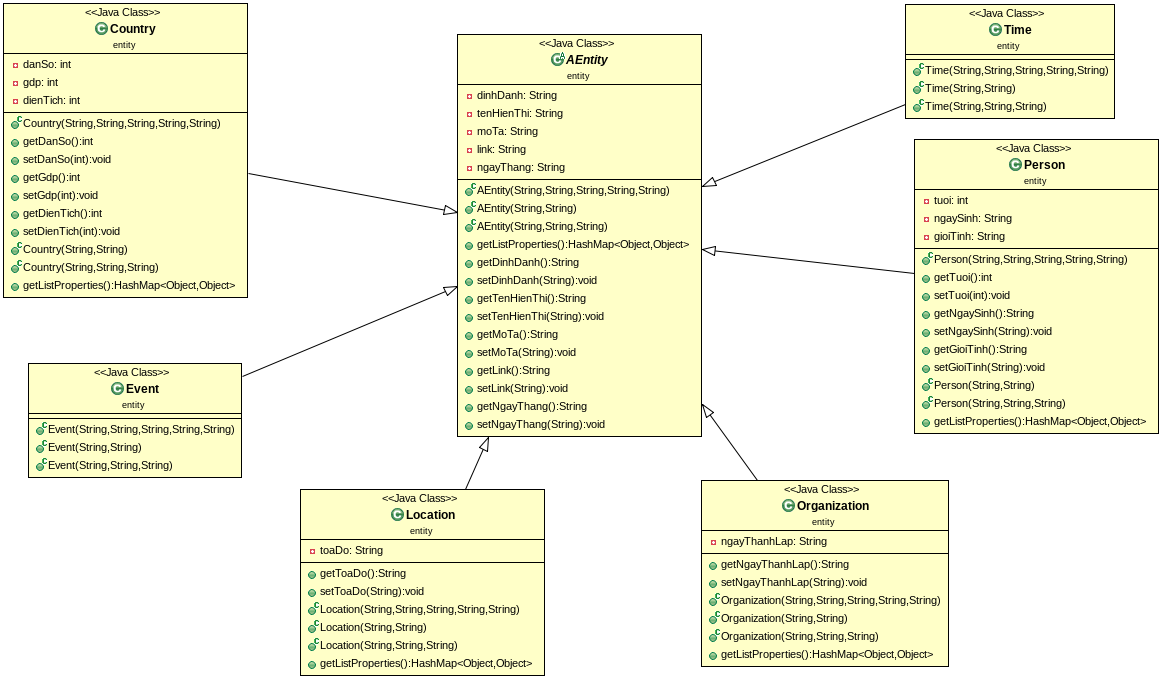 <<Java Class>>
Country
entity
danSo: int
gdp: int
dienTich: int
Country(String,String,String,String,String)
getDanSo():int
setDanSo(int):void
getGdp():int
setGdp(int):void
getDienTich():int
setDienTich(int):void
Country(String,String)
Country(String,String,String)
getListProperties():HashMap<Object,Object>
<<Java Class>>
AEntity
entity
dinhDanh: String
tenHienThi: String
moTa: String
link: String
ngayThang: String
AEntity(String,String,String,String,String)
AEntity(String,String)
AEntity(String,String,String)
getListProperties():HashMap<Object,Object>
getDinhDanh():String
setDinhDanh(String):void
getTenHienThi():String
setTenHienThi(String):void
getMoTa():String
setMoTa(String):void
getLink():String
setLink(String):void
getNgayThang():String
setNgayThang(String):void
<<Java Class>>
Time
entity
Time(String,String,String,String,String)
Time(String,String)
Time(String,String,String)
<<Java Class>>
Person
entity
tuoi: int
ngaySinh: String
gioiTinh: String
Person(String,String,String,String,String)
getTuoi():int
setTuoi(int):void
getNgaySinh():String
setNgaySinh(String):void
getGioiTinh():String
setGioiTinh(String):void
Person(String,String)
Person(String,String,String)
getListProperties():HashMap<Object,Object>
<<Java Class>>
Event
entity
Event(String,String,String,String,String)
Event(String,String)
Event(String,String,String)
<<Java Class>>
Location
entity
toaDo: String
getToaDo():String
setToaDo(String):void
Location(String,String,String,String,String)
Location(String,String)
Location(String,String,String)
getListProperties():HashMap<Object,Object>
<<Java Class>>
Organization
entity
ngayThanhLap: String
getNgayThanhLap():String
setNgayThanhLap(String):void
Organization(String,String,String,String,String)
Organization(String,String)
Organization(String,String,String)
getListProperties():HashMap<Object,Object>